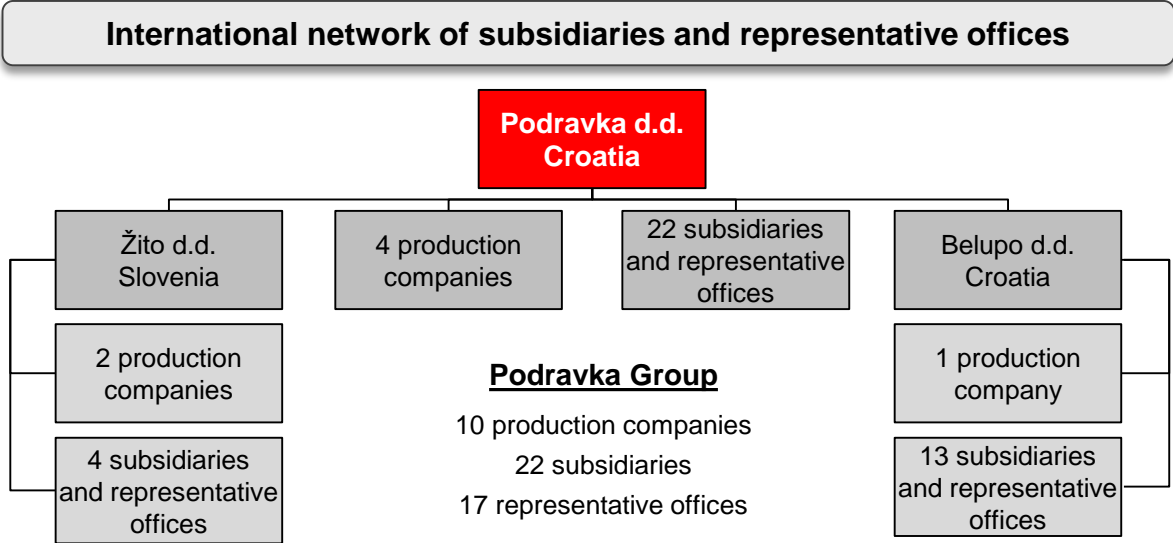 International network of subsidiaries and representative offices
Podravka d.d.
Croatia
Žito d.d.
Slovenia
4 production
companies
22 subsidiaries
and representative
offices
Belupo d.d.
Croatia
2 production
companies
1 production
company
4 subsidiaries
and representative
offices
13 subsidiaries
and representative
offices
Podravka Group
10 production companies
22 subsidiaries
17 representative offices